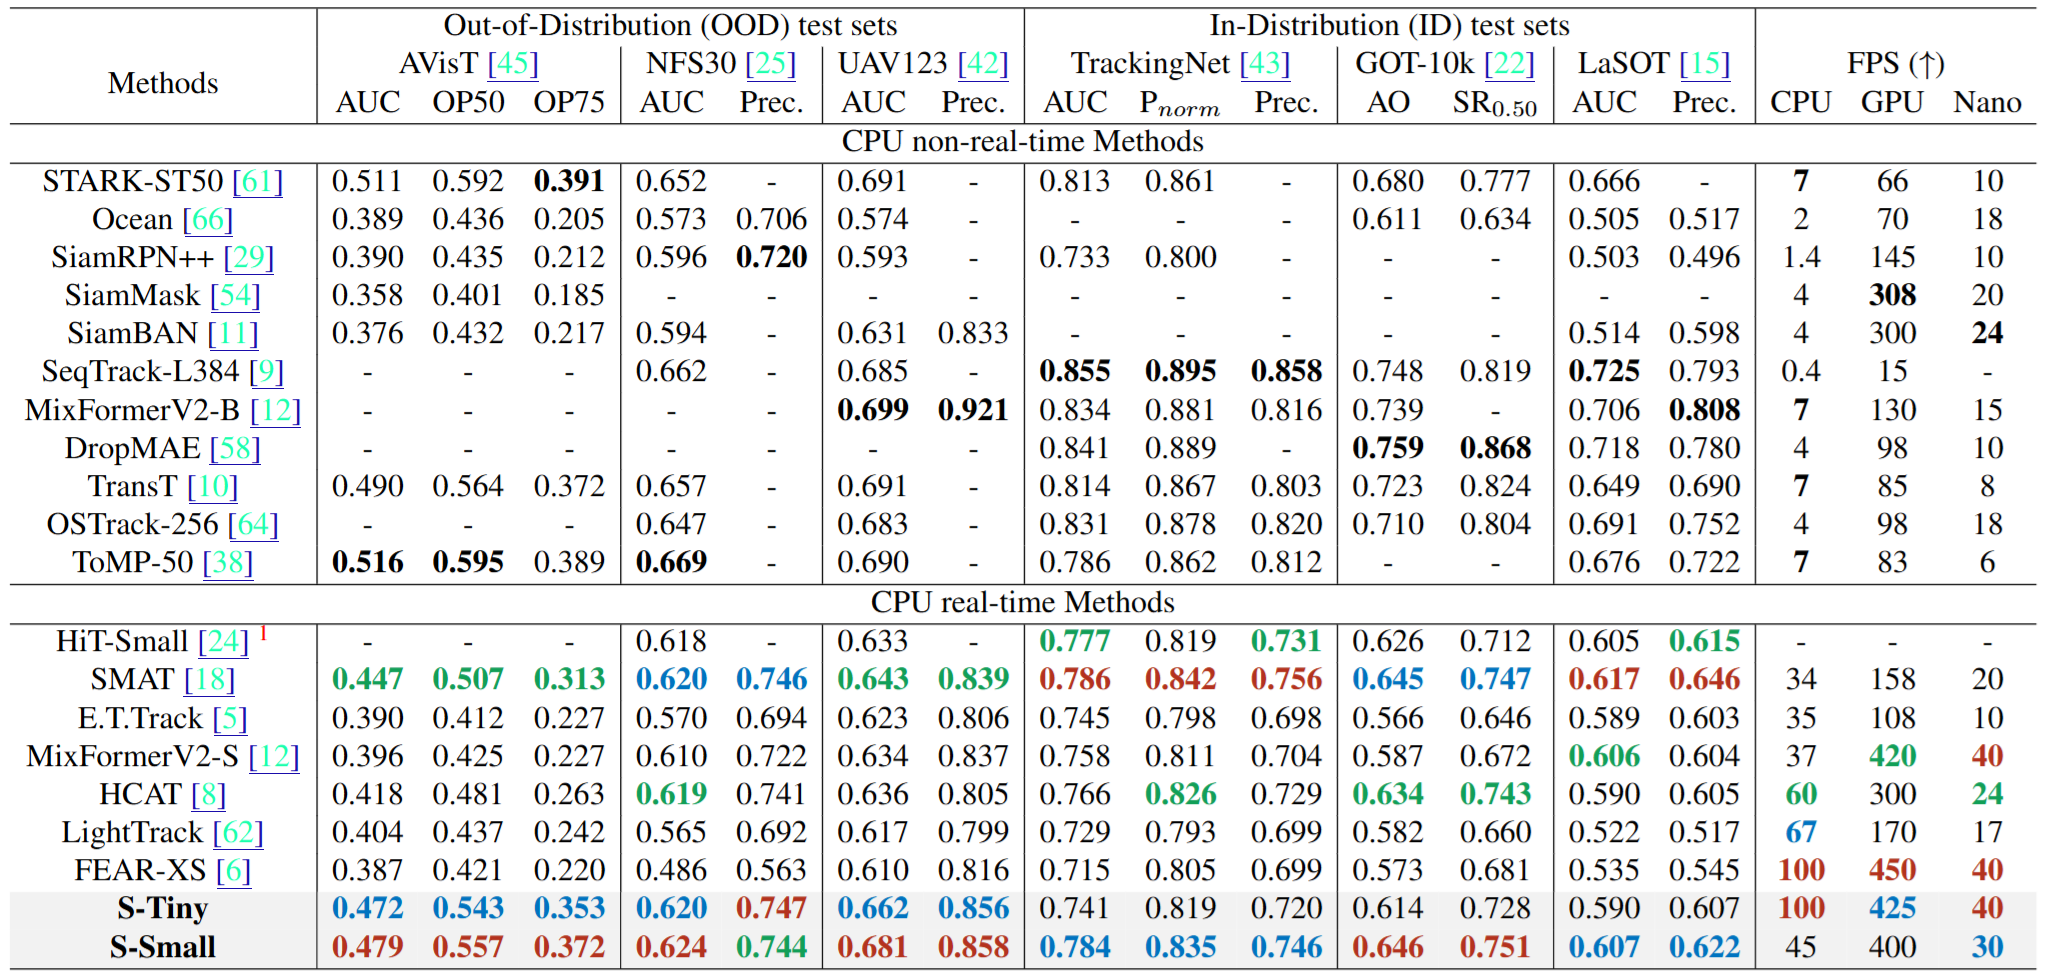 Out-of-Distribution (OOD) test sets In-Distribution (ID) test sets
Methods AVisT [45] NFS30 [25] UAV123 [42] TrackingNet [43] GOT-10k [22] LaSOT [15] FPS (↑)
AUC OP50 OP75 AUC Prec. AUC Prec. AUC P_norm Prec. AO SR_0.50 AUC Prec. CPU GPU Nano
CPU non-real-time Methods
STARK-ST50 [61] 0.511 0.592 0.391 0.652 - 0.691 - 0.813 0.861 - 0.680 0.777 0.666 - 7 66 10
Ocean [66] 0.389 0.436 0.205 0.573 0.706 0.574 - - - - 0.611 0.634 0.505 0.517 2 70 18
SiamRPN++ [29] 0.390 0.435 0.212 0.596 0.720 0.593 - 0.733 0.800 - - - 0.503 0.496 1.4 145 10
SiamMask [54] 0.358 0.401 0.185 - - - - - - - - - - - 4 308 20
SiamBAN [11] 0.376 0.432 0.217 0.594 - 0.631 0.833 - - - - - 0.514 0.598 4 300 24
SeqTrack-L384 [9] - - - 0.662 - 0.685 - 0.855 0.895 0.858 0.748 0.819 0.725 0.793 0.4 15 -
MixFormerV2-B [12] - - - - - 0.699 0.921 0.834 0.881 0.816 0.739 - 0.706 0.808 7 130 15
DropMAE [58] - - - - - - - 0.841 0.889 - 0.759 0.868 0.718 0.780 4 98 10
TransT [10] 0.490 0.564 0.372 0.657 - 0.691 - 0.814 0.867 0.803 0.723 0.824 0.649 0.690 7 85 8
OSTrack-256 [64] - - - 0.647 - 0.683 - 0.831 0.878 0.820 0.710 0.804 0.691 0.752 4 98 18
ToMP-50 [38] 0.516 0.595 0.389 0.669 - 0.690 - 0.786 0.862 0.812 - - 0.676 0.722 7 83 6
CPU real-time Methods
HiT-Small [24] 1 - - - 0.618 - 0.633 - 0.777 0.819 0.731 0.626 0.712 0.605 0.615 - - -
SMAT [18] 0.447 0.507 0.313 0.620 0.746 0.643 0.839 0.786 0.842 0.756 0.645 0.747 0.617 0.646 34 158 20
E.T.Track [5] 0.390 0.412 0.227 0.570 0.694 0.623 0.806 0.745 0.798 0.698 0.566 0.646 0.589 0.603 35 108 10
MixFormerV2-S [12] 0.396 0.425 0.227 0.610 0.722 0.634 0.837 0.758 0.811 0.704 0.587 0.672 0.606 0.604 37 420 40
HCAT [8] 0.418 0.481 0.263 0.619 0.741 0.636 0.805 0.766 0.826 0.729 0.634 0.743 0.590 0.605 60 300 24
LightTrack [62] 0.404 0.437 0.242 0.565 0.692 0.617 0.799 0.729 0.793 0.699 0.582 0.660 0.522 0.517 67 170 17
FEAR-XS [6] 0.387 0.421 0.220 0.486 0.563 0.610 0.816 0.715 0.805 0.699 0.573 0.681 0.535 0.545 100 450 40
S-Tiny 0.472 0.543 0.353 0.620 0.747 0.662 0.856 0.741 0.819 0.720 0.614 0.728 0.590 0.607 100 425 40
S-Small 0.479 0.557 0.372 0.624 0.744 0.681 0.858 0.784 0.835 0.746 0.646 0.751 0.607 0.622 45 400 30